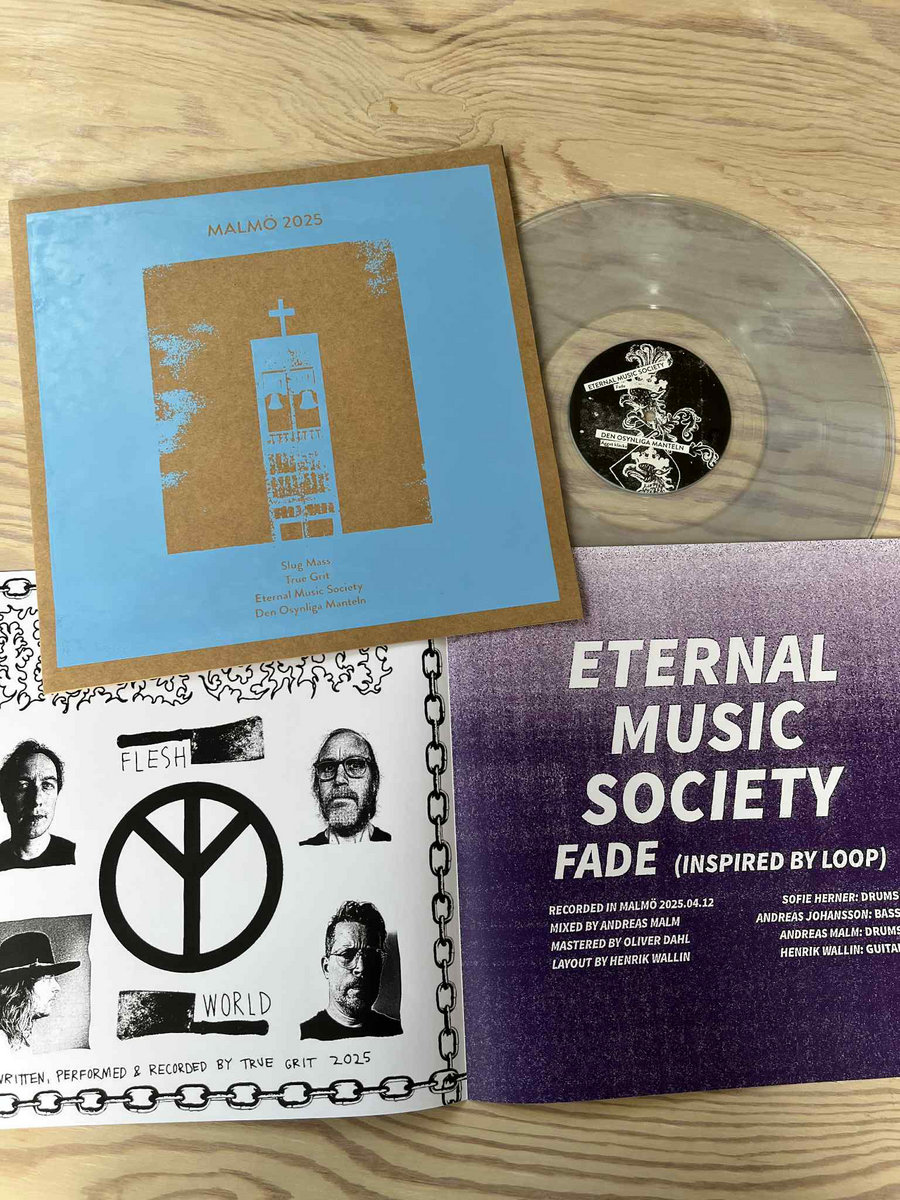 MALMÖ 2025
Slug Mass
True Grit
Eternal Music Society
Den Osynliga Manteln
ETERNAL MUSIC SOCIETY
Fade
DEN OSYNLIGA MANTELN
FLESH
WORLD
WRITTEN, PERFORMED & RECORDED BY TRUE GRIT 2025
ETERNAL
MUSIC
SOCIETY
FADE (INSPIRED BY LOOP)
RECORDED IN MALMÖ 2025.04.12
MIXED BY ANDREAS MALM
MASTERED BY OLIVER DAHL
LAYOUT BY HENRIK WALLIN
SOFIE HERNER: DRUMS
ANDREAS JOHANSSON: BASS
ANDREAS MALM: DRUMS
HENRIK WALLIN: GUITAR